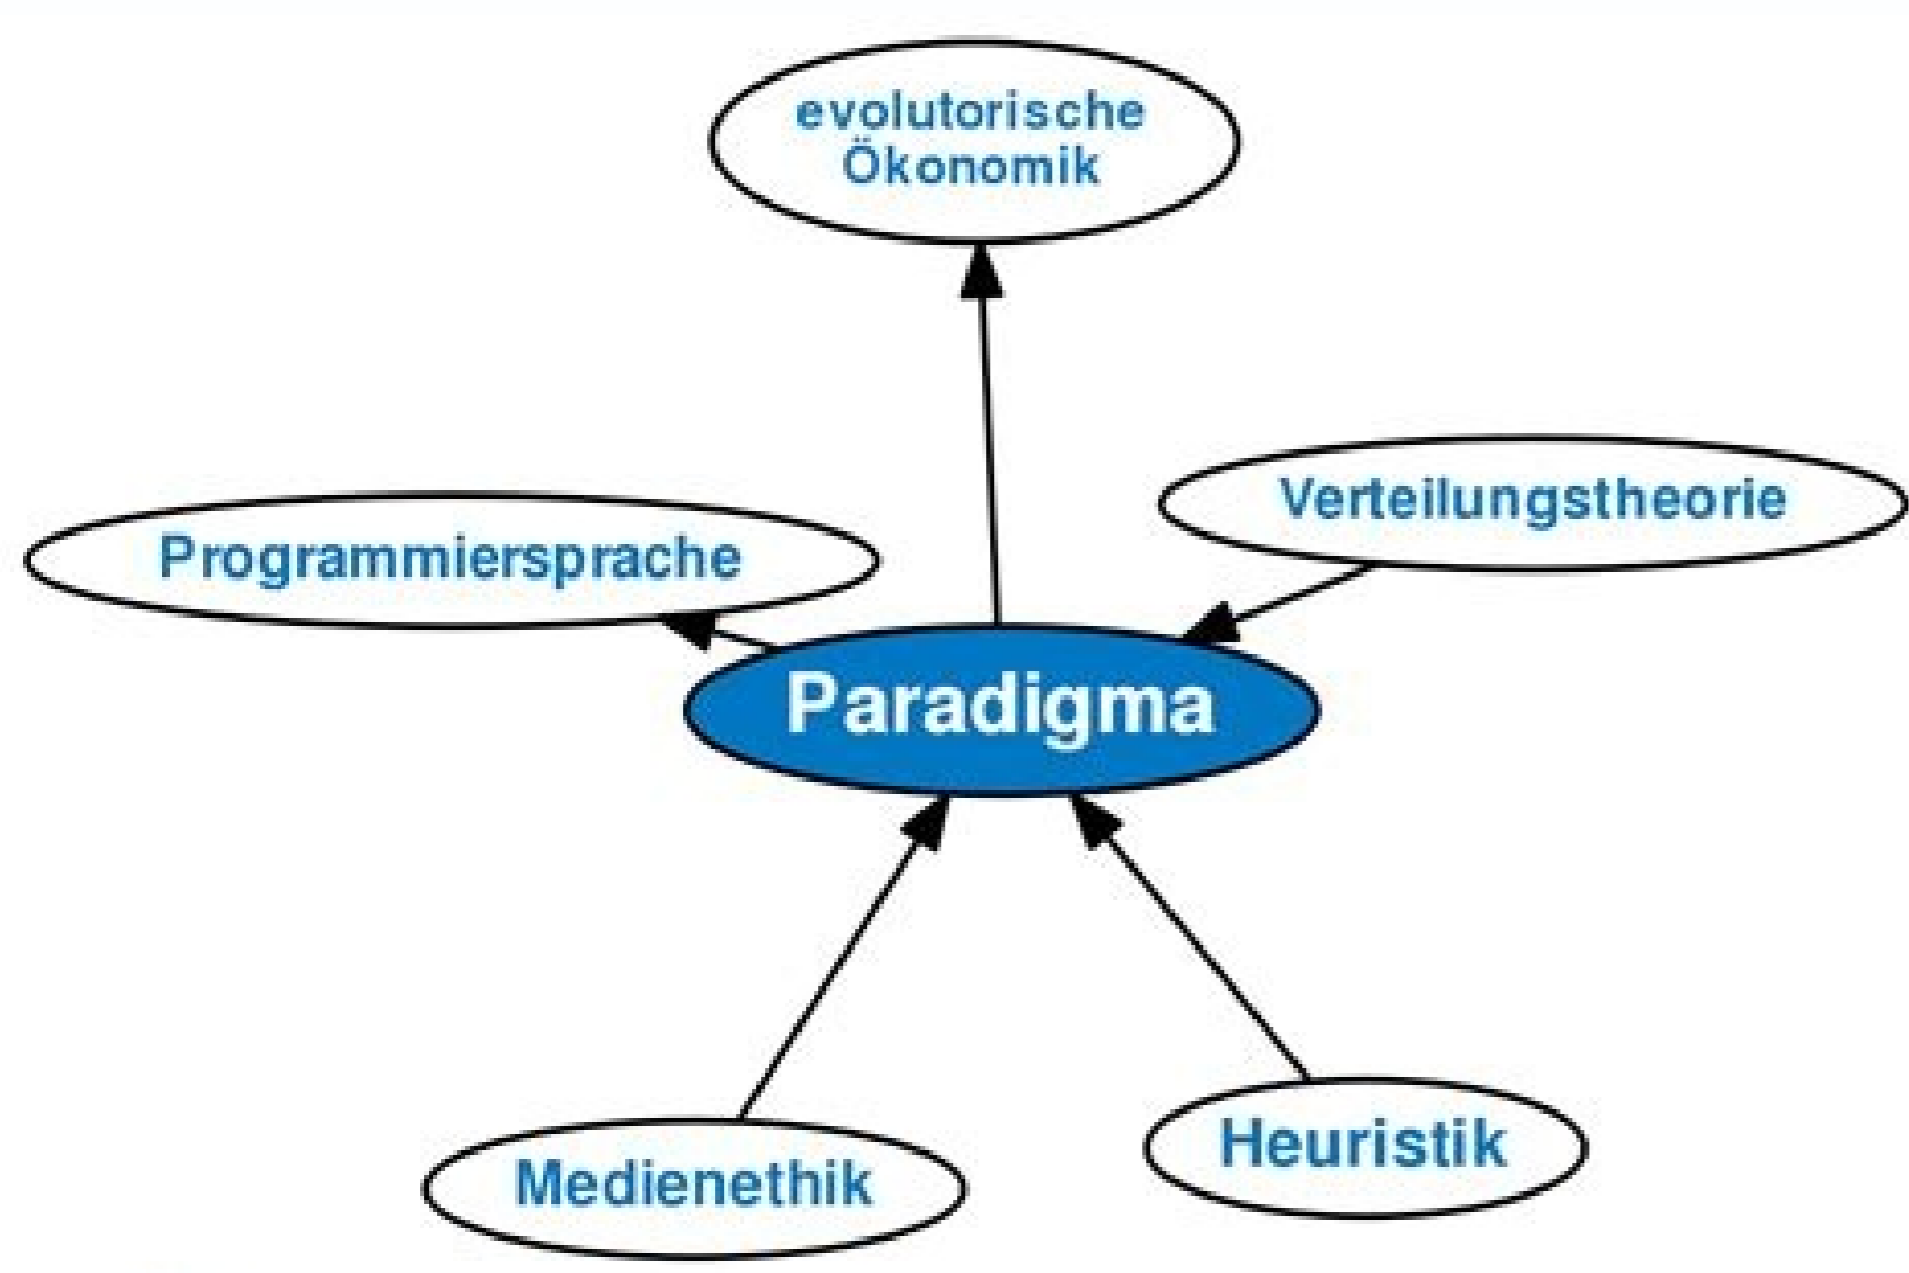 evolutorische
Ökonomik
Verteilungstheorie
Programmiersprache
Paradigma
Heuristik
Medienethik